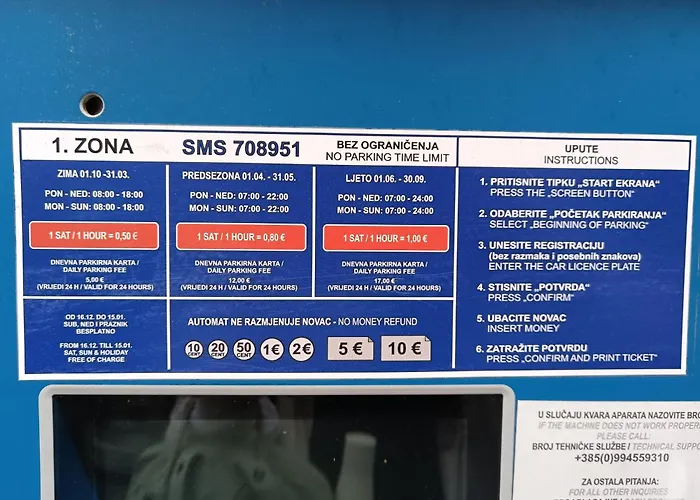 1. ZONA
SMS 708951
BEZ OGRANIČENJA
NO PARKING TIME LIMIT
ZIMA 01.10 -31.03.
PON - NED: 08:00 - 18:00
MON - SUN: 08:00 - 18:00
1 SAT / 1 HOUR = 0,50 €
DNEVNA PARKIRNA KARTA /
DAILY PARKING FEE
5,00 €
(VRIJEDI 24 H / VALID FOR 24 HOURS)
PREDSEZONA 01.04. - 31.05.
PON - NED: 07:00 - 22:00
MON - SUN: 07:00 - 22:00
1 SAT / 1 HOUR = 0,80 €
DNEVNA PARKIRNA KARTA /
DAILY PARKING FEE
12,00 €
(VRIJEDI 24 H / VALID FOR 24 HOURS)
LJETO 01.06. - 30.09.
PON - NED: 07:00 - 24:00
MON - SUN: 07:00 - 24:00
1 SAT / 1 HOUR = 1,00 €
DNEVNA PARKIRNA KARTA /
DAILY PARKING FEE
17,00 €
(VRIJEDI 24 H / VALID FOR 24 HOURS)
OD 16.12. DO 15.01.
SUB, NED I PRAZNIK
BESPLATNO
FROM 16.12. TILL 15.01.
SAT, SUN & HOLIDAY
FREE OF CHARGE
AUTOMAT NE RAZMJENUJE NOVAC - NO MONEY REFUND
10 CENT 20 CENT 50 CENT 1€ 2€ 5 € 10 €
UPUTE
INSTRUCTIONS
1. PRITISNITE TIPKU „START EKRANA“
PRESS THE „SCREEN BUTTON“
2. ODABERITE „POČETAK PARKIRANJA“
SELECT „BEGINNING OF PARKING“
3. UNESITE REGISTRACIJU
(bez razmaka i posebnih znakova)
ENTER THE CAR LICENCE PLATE
4. STISNITE „POTVRDA“
PRESS „CONFIRM“
5. UBACITE NOVAC
INSERT MONEY
6. ZATRAŽITE POTVRDU
PRESS „CONFIRM AND PRINT TICKET“
U SLUČAJU KVARA APARATA NAZOVITE BRO
IF THE MACHINE DOES NOT WORK PROPER
PLEASE CALL:
BROJ TEHNIČKE SLUŽBE / TECHNICAL SUPPO
+385(0)994559310
ZA OSTALA PITANJA:
FOR ALL OTHER INQUIRIES